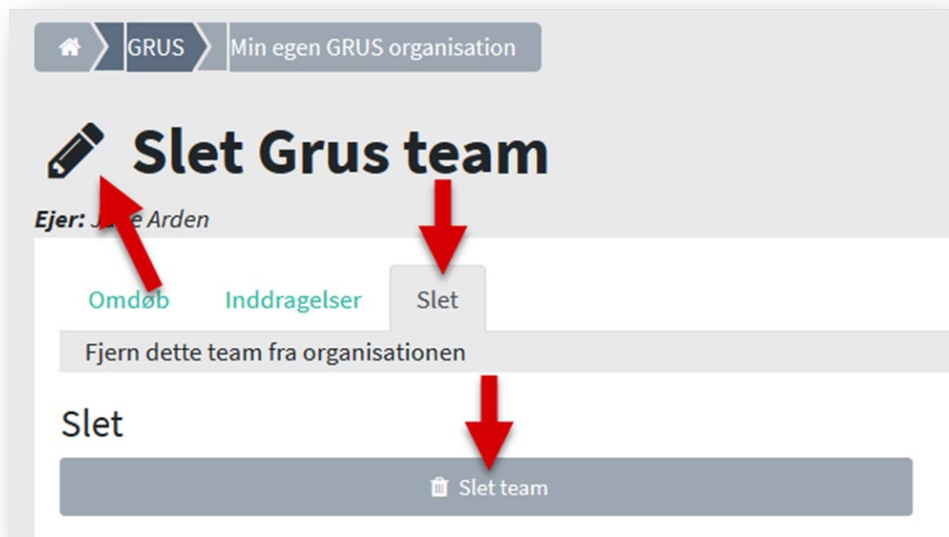 GRUS Min egen GRUS organisation
Slet Grus team
Ejer: Arden
Omdøb Inddragelser Slet
Fjern dette team fra organisationen
Slet
Slet team